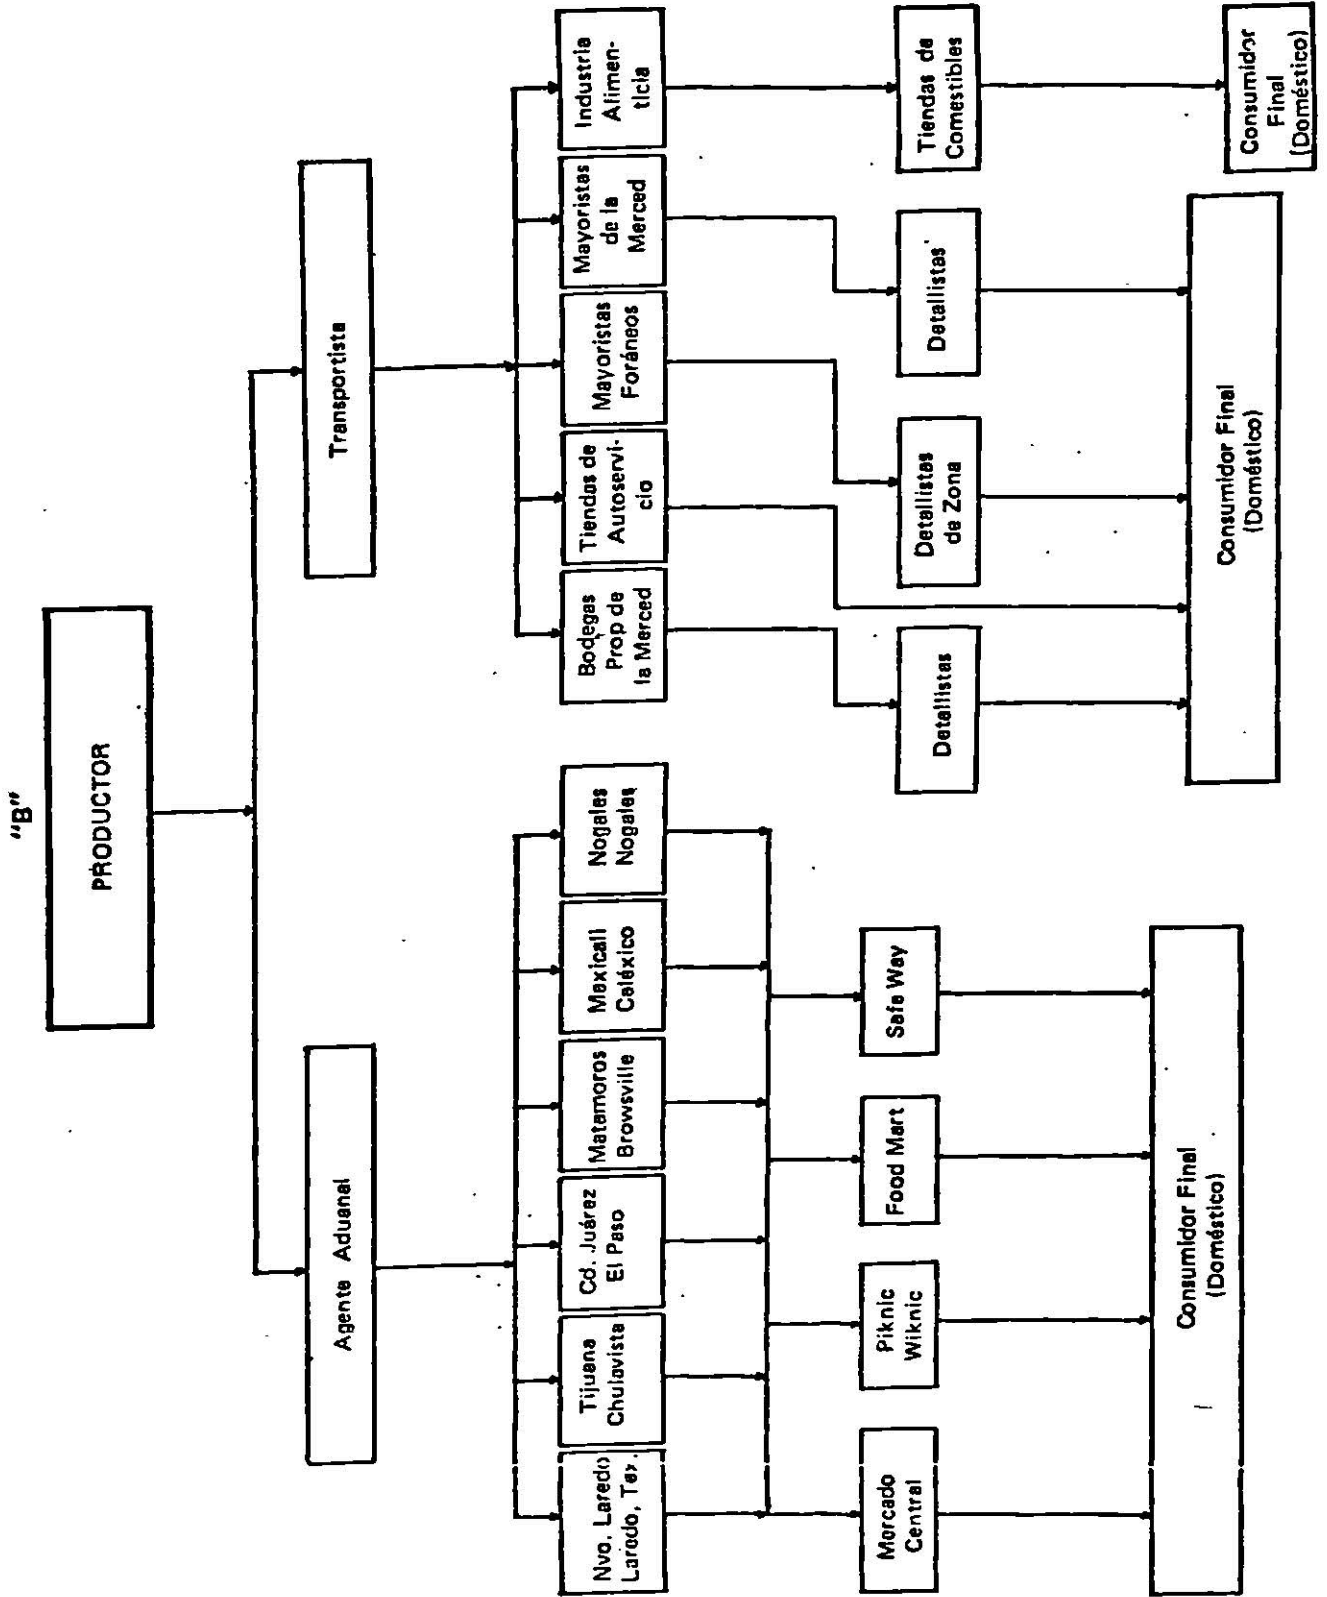 "B"
PRODUCTOR
Agente Aduanal
Transportista
Nvo. Laredo
Laredo, Tex.
Tijuana
Chulavista
Cd. Juárez
El Paso
Matamoros
Browsville
Mexicali
Caléxico
Nogales
Nogales
Bodegas
Prop de
la Merced
Tiendas de
Autoservi-
cio
Mayoristas
Foráneos
Mayoristas
de la
Merced
Industria
Alimen-
ticia
Mercado
Central
Piknic
Wiknic
Food Mart
Safe Way
Detallistas
Detallistas
de Zona
Detallistas
Tiendas de
Comestibles
Consumidor Final
(Doméstico)
Consumidor Final
(Doméstico)
Consumidor
Final
(Doméstico)